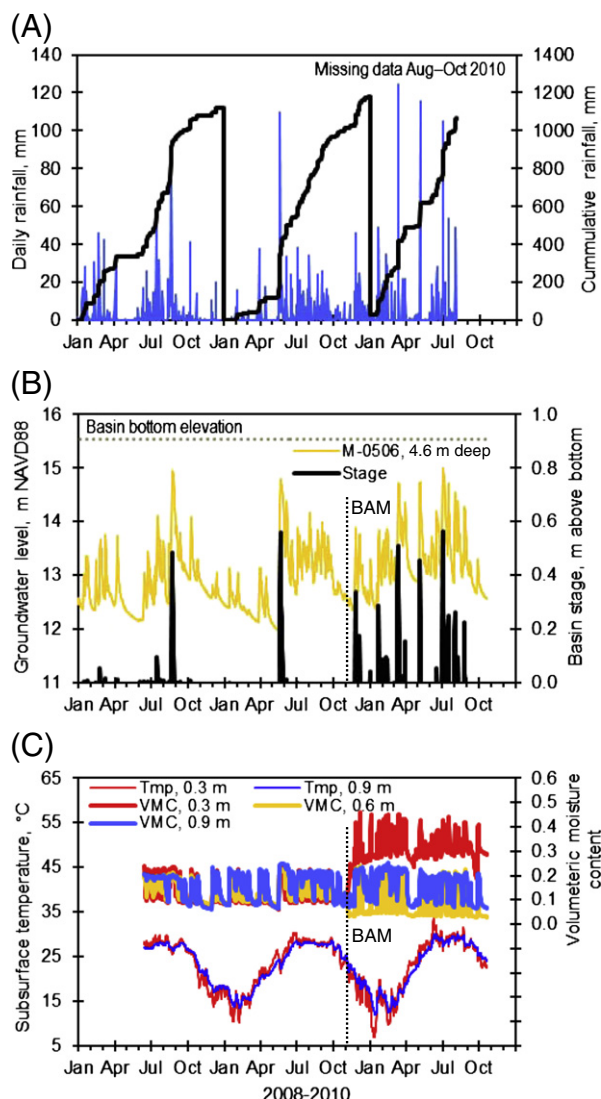 (A)
Missing data Aug–Oct 2010
Daily rainfall, mm
140
120
100
80
60
40
20
0
1400
1200
1000
800
600
400
200
0
Cummulative rainfall, mm
Jan Apr Jul Oct Jan Apr Jul Oct Jan Apr Jul Oct
(B)
Basin bottom elevation
M-0506, 4.6 m deep
Stage
BAM
Groundwater level, m NAVD88
16
15
14
13
12
11
1.0
0.8
0.6
0.4
0.2
0.0
Basin stage, m above bottom
Jan Apr Jul Oct Jan Apr Jul Oct Jan Apr Jul Oct
(C)
Tmp, 0.3 m Tmp, 0.9 m
VMC, 0.3 m VMC, 0.6 m
VMC, 0.9 m
BAM
Subsurface temperature, °C
65
55
45
35
25
15
5
0.6
0.5
0.4
0.3
0.2
0.1
0.0
Volumeteric moisture
content
Jan Apr Jul Oct Jan Apr Jul Oct Jan Apr Jul Oct
2008-2010